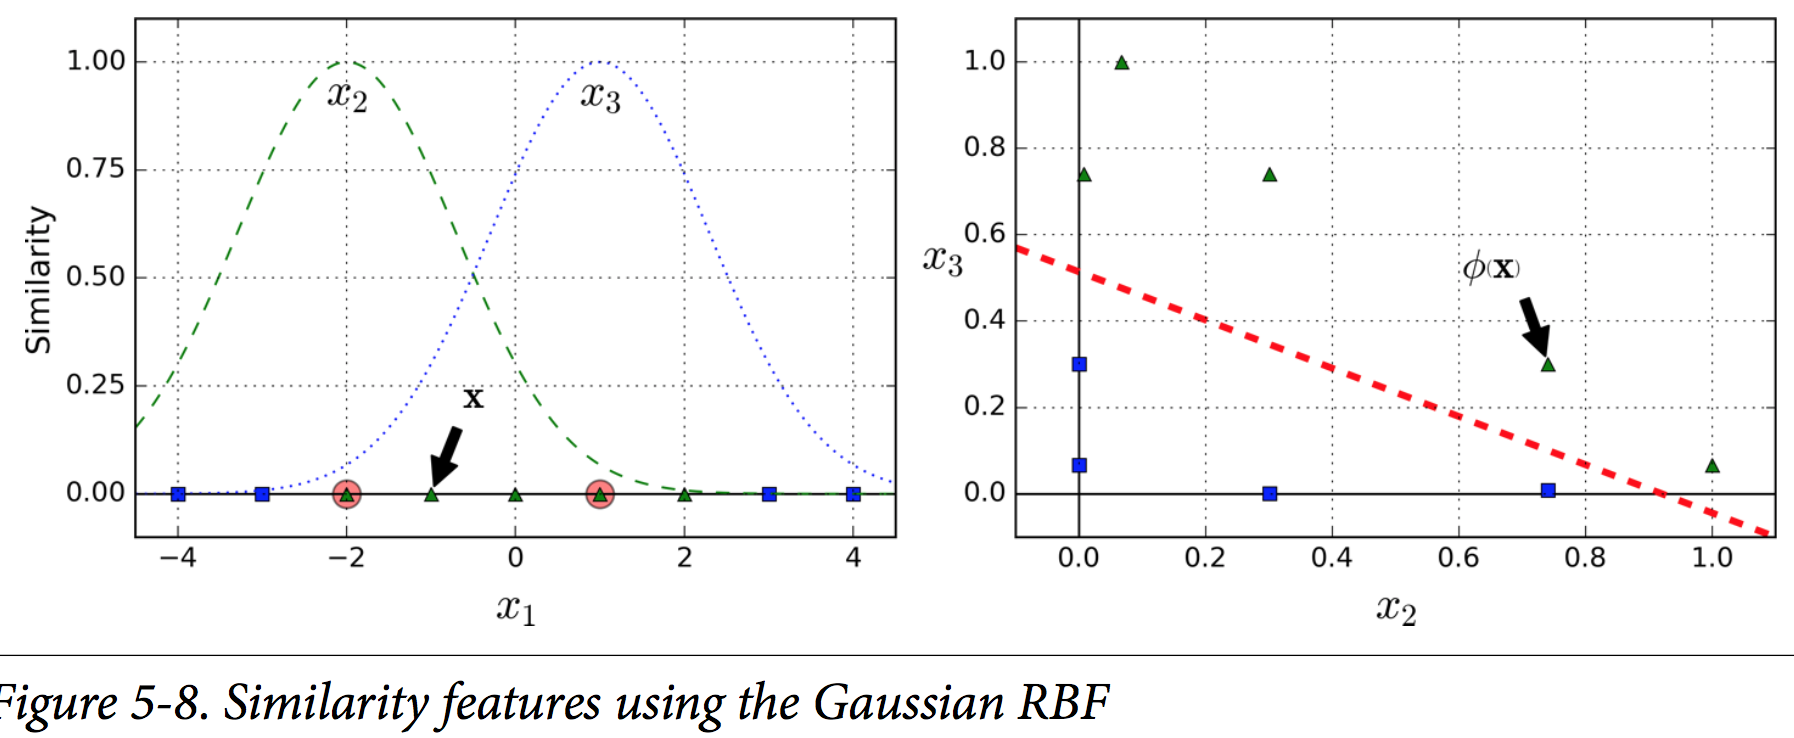 1.00
0.75
0.50
0.25
0.00
Similarity
x₂
x₃
x
−4
−2
0
2
4
x₁
1.0
0.8
0.6
0.4
0.2
0.0
x₃
ϕ(x)
0.0
0.2
0.4
0.6
0.8
1.0
x₂
Figure 5-8. Similarity features using the Gaussian RBF